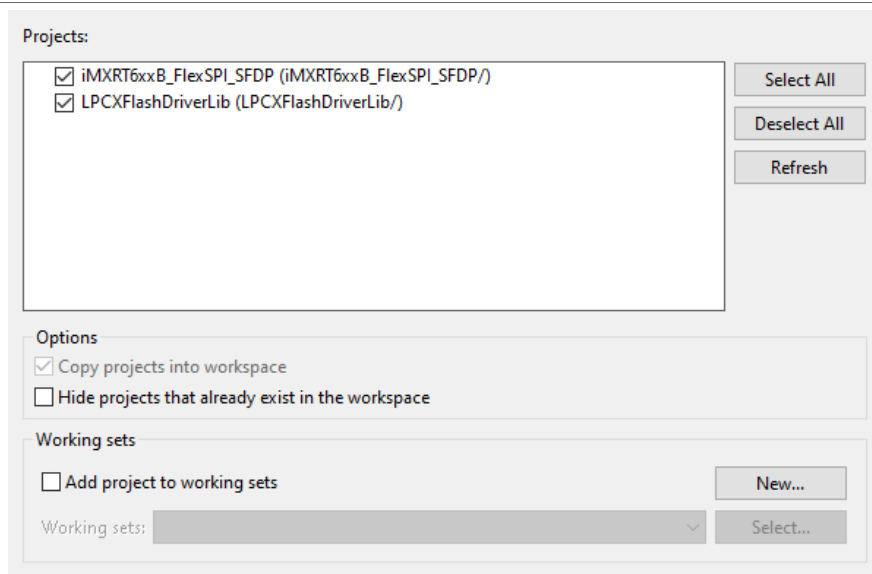 Projects:
iMXRT6xxB_FlexSPI_SFDP (iMXRT6xxB_FlexSPI_SFDP/)
LPCXFlashDriverLib (LPCXFlashDriverLib/)
Select All
Deselect All
Refresh
Options
Copy projects into workspace
Hide projects that already exist in the workspace
Working sets
Add project to working sets
New...
Working sets:
Select...